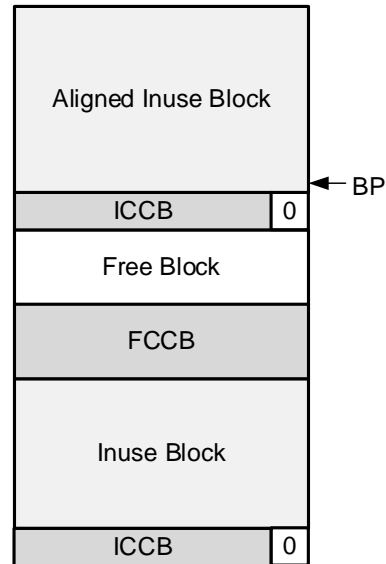 Aligned Inuse Block
BP
ICCB 0
Free Block
FCCB
Inuse Block
ICCB 0